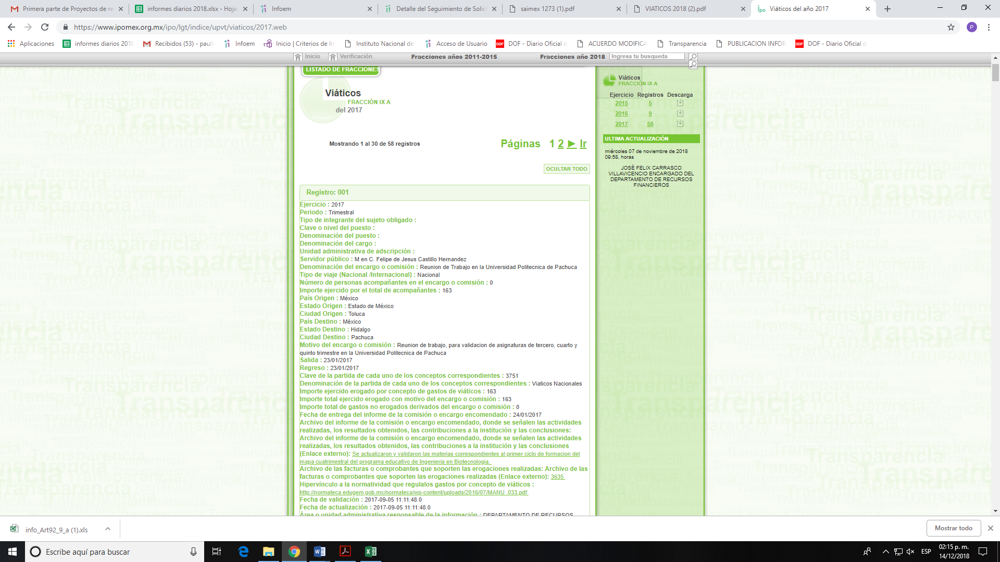 Primera parte de Proyectos de re
informes diarios 2018.xlsx - Hoja
Infoem
Detalle del Seguimiento de Solici
saimex 1273 (1).pdf
VIATICOS 2018 (2).pdf
Viáticos del año 2017
https://www.ipomex.org.mx/ipo/lgt/indice/upvt/viaticos/2017.web
P
Aplicaciones
informes diarios 2018
Recibidos (53) - pauli
Infoem
Inicio | Criterios de In
Instituto Nacional de
Acceso de Usuario
DOF - Diario Oficial d
ACUERDO MODIFICA
Transparencia
PUBLICACION INFOR
DOF - Diario Oficial d
Inicio
Verificación
Fracciones años 2011-2015
Fracciones año 2018
Ingresa tu busqueda
LISTADO DE FRACCIONES
Viáticos
FRACCIÓN IX A
del 2017
Mostrando 1 al 30 de 58 registros
Páginas 1 2 ► Ir
OCULTAR TODO
Registro: 001
Ejercicio : 2017
Periodo : Trimestral
Tipo de integrante del sujeto obligado :
Clave o nivel del puesto :
Denominación del puesto :
Denominación del cargo :
Unidad administrativa de adscripción :
Servidor público : M en C. Felipe de Jesus Castillo Hernandez
Denominación del encargo o comisión : Reunion de Trabajo en la Universidad Politecnica de Pachuca
Tipo de viaje (Nacional /Internacional) : Nacional
Número de personas acompañantes en el encargo o comisión : 0
Importe ejercido por el total de acompañantes : 163
País Origen : México
Estado Origen : Estado de México
Ciudad Origen : Toluca
País Destino : México
Estado Destino : Hidalgo
Ciudad Destino : Pachuca
Motivo del encargo o comisión : Reunion de trabajo, para validacion de asignaturas de tercero, cuarto y
quinto trimestre en la Universidad Politecnica de Pachuca
Salida : 23/01/2017
Regreso : 23/01/2017
Clave de la partida de cada uno de los conceptos correspondientes : 3751
Denominación de la partida de cada uno de los conceptos correspondientes : Viaticos Nacionales
Importe ejercido erogado por concepto de gastos de viáticos : 163
Importe total ejercido erogado con motivo del encargo o comisión : 163
Importe total de gastos no erogados derivados del encargo o comisión : 0
Fecha de entrega del informe de la comisión o encargo encomendado : 24/01/2017
Archivo del informe de la comisión o encargo encomendado, donde se señalen las actividades
realizadas, los resultados obtenidos, las contribuciones a la institución y las conclusiones:
Archivo del informe de la comisión o encargo encomendado, donde se señalen las actividades
realizadas, los resultados obtenidos, las contribuciones a la institución y las conclusiones
(Enlace externo): Se actualizaron y validaron las materias correspondientes al primer ciclo de formacion del
mapa cuatrimestral del programa educativo de Ingenieria en Biotecnologia.
Archivo de las facturas o comprobantes que soporten las erogaciones realizadas: Archivo de las
facturas o comprobantes que soporten las erogaciones realizadas (Enlace externo): 3635
Hipervínculo a la normatividad que regulalos gastos por concepto de viáticos :
http://normateca.edugem.gob.mx/normateca/wp-content/uploads/2016/07/MANU_033.pdf
Fecha de validación : 2017-09-05 11:11:48.0
Fecha de actualización : 2017-09-05 11:11:48.0
Área o unidad administrativa responsable de la información : DEPARTAMENTO DE RECURSOS
Viáticos
FRACCIÓN IX A
Ejercicio Registros Descarga
2015 5
2016 9
2017 58
ULTIMA ACTUALIZACIÓN
miércoles 07 de noviembre de 2018
09:58, horas
JOSÉ FELIX CARRASCO
VILLAVICENCIO ENCARGADO DEL
DEPARTAMENTO DE RECURSOS
FINANCIEROS
Transparencia
info_Art92_9_a (1).xls
Mostrar todo
Escribe aquí para buscar
ESP
02:15 p. m.
14/12/2018